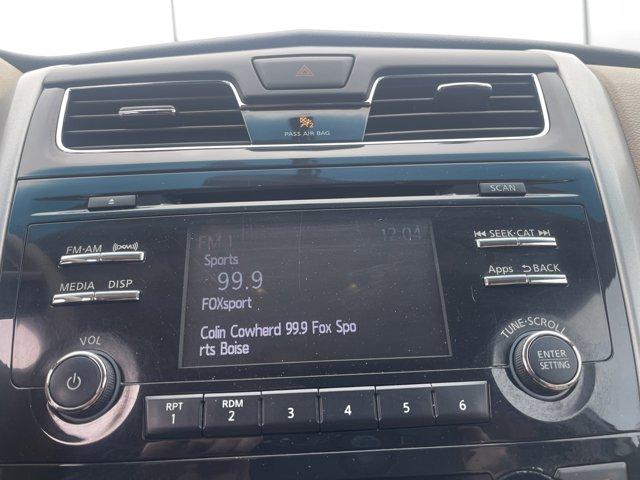 PASS AIR BAG
SCAN
FM·AM
MEDIA DISP
VOL
FM 1
12:04
Sports
99.9
FOXsport
Colin Cowherd 99.9 Fox Spo
rts Boise
SEEK·CAT
Apps BACK
TUNE·SCROLL
ENTER
SETTING
RPT
1
RDM
2
3
4
5
6